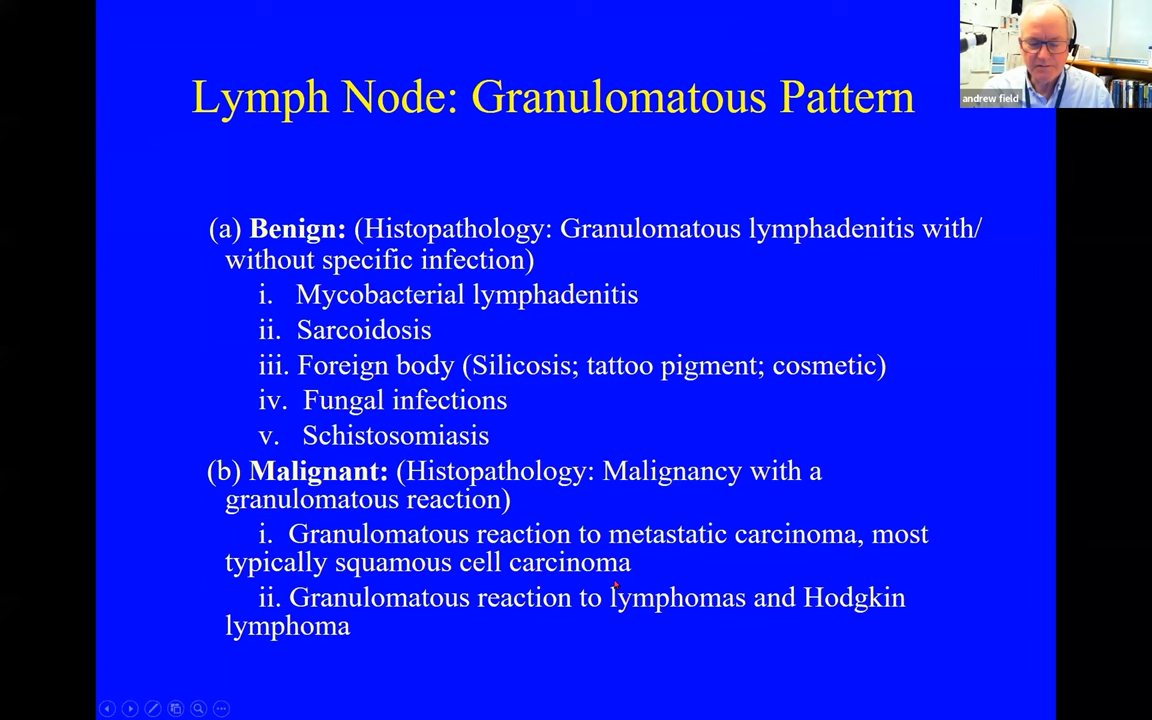 Lymph Node: Granulomatous Pattern
andrew field
(a) Benign: (Histopathology: Granulomatous lymphadenitis with/
without specific infection)
i. Mycobacterial lymphadenitis
ii. Sarcoidosis
iii. Foreign body (Silicosis; tattoo pigment; cosmetic)
iv. Fungal infections
v. Schistosomiasis
(b) Malignant: (Histopathology: Malignancy with a
granulomatous reaction)
i. Granulomatous reaction to metastatic carcinoma, most
typically squamous cell carcinoma
ii. Granulomatous reaction to lymphomas and Hodgkin
lymphoma